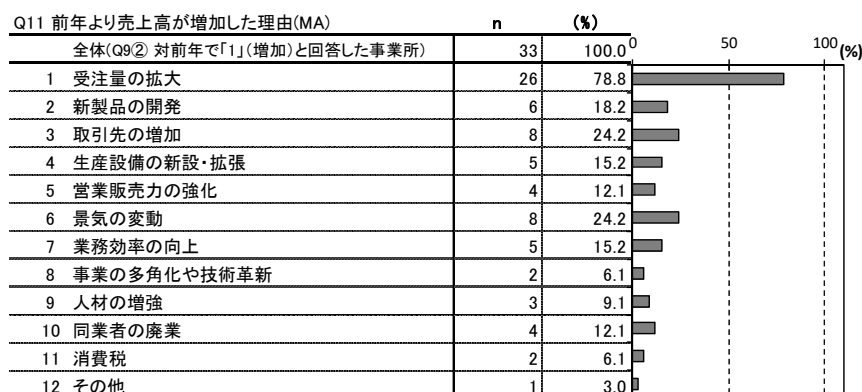 Q11 前年より売上高が増加した理由(MA) n (%)
全体(Q9② 対前年で「1」(増加)と回答した事業所) 33 100.0
0 50 100 (%)
1 受注量の拡大 26 78.8
2 新製品の開発 6 18.2
3 取引先の増加 8 24.2
4 生産設備の新設・拡張 5 15.2
5 営業販売力の強化 4 12.1
6 景気の変動 8 24.2
7 業務効率の向上 5 15.2
8 事業の多角化や技術革新 2 6.1
9 人材の増強 3 9.1
10 同業者の廃業 4 12.1
11 消費税 2 6.1
12 その他 1 3.0